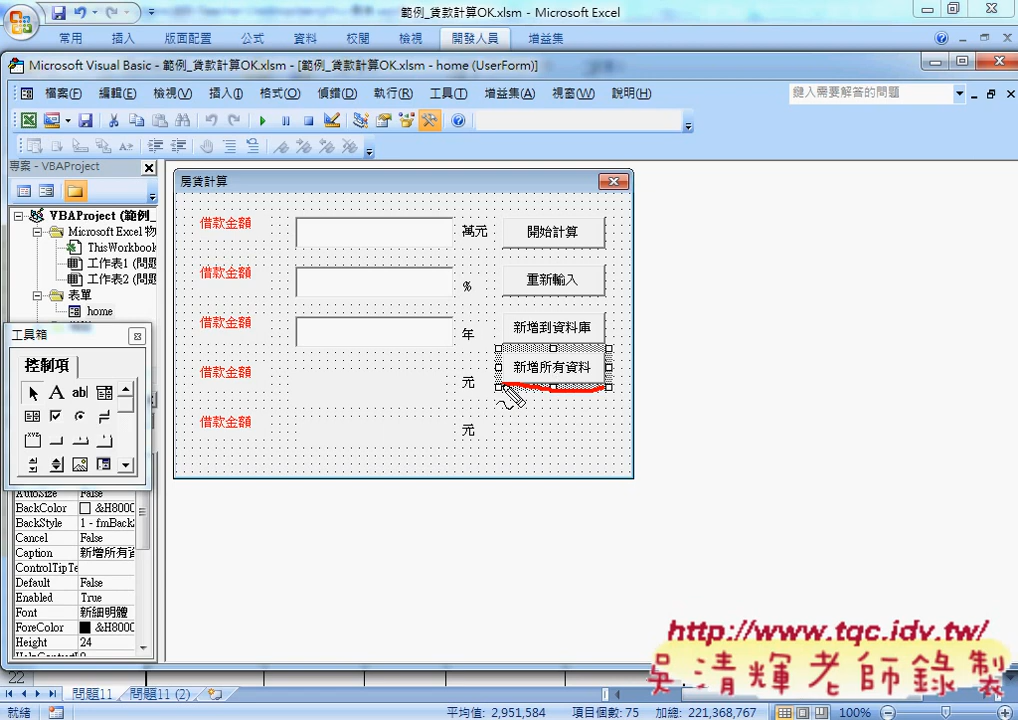 範例_貸款計算OK.xlsm - Microsoft Excel
常用 插入 版面配置 公式 資料 校閱 檢視 開發人員 增益集
Microsoft Visual Basic - 範例_貸款計算OK.xlsm - [範例_貸款計算OK.xlsm - home (UserForm)]
檔案(F) 編輯(E) 檢視(V) 插入(I) 格式(O) 偵錯(D) 執行(R) 工具(T) 增益集(A) 視窗(W) 說明(H) 鍵入需要解答的問題
專案 - VBAProject
VBAProject (範例_
Microsoft Excel 物
ThisWorkbook
工作表1 (問題
工作表2 (問題
表單
home
工具箱
控制項
房貸計算
借款金額 萬元 開始計算
借款金額 % 重新輸入
借款金額 年 新增到資料庫
借款金額 元 新增所有資料
借款金額 元
AutoSize False
BackColor &H8000
BackStyle 1 - fmBack
Cancel False
Caption 新增所有資
ControlTipTe
Default False
Enabled True
Font 新細明體
ForeColor &H8000
Height 24
http://www.tqc.idv.tw/
吳清輝老師錄製
22
問題11 問題11 (2)
就緒 平均值: 2,951,584 項目個數: 75 加總: 221,368,767 100%